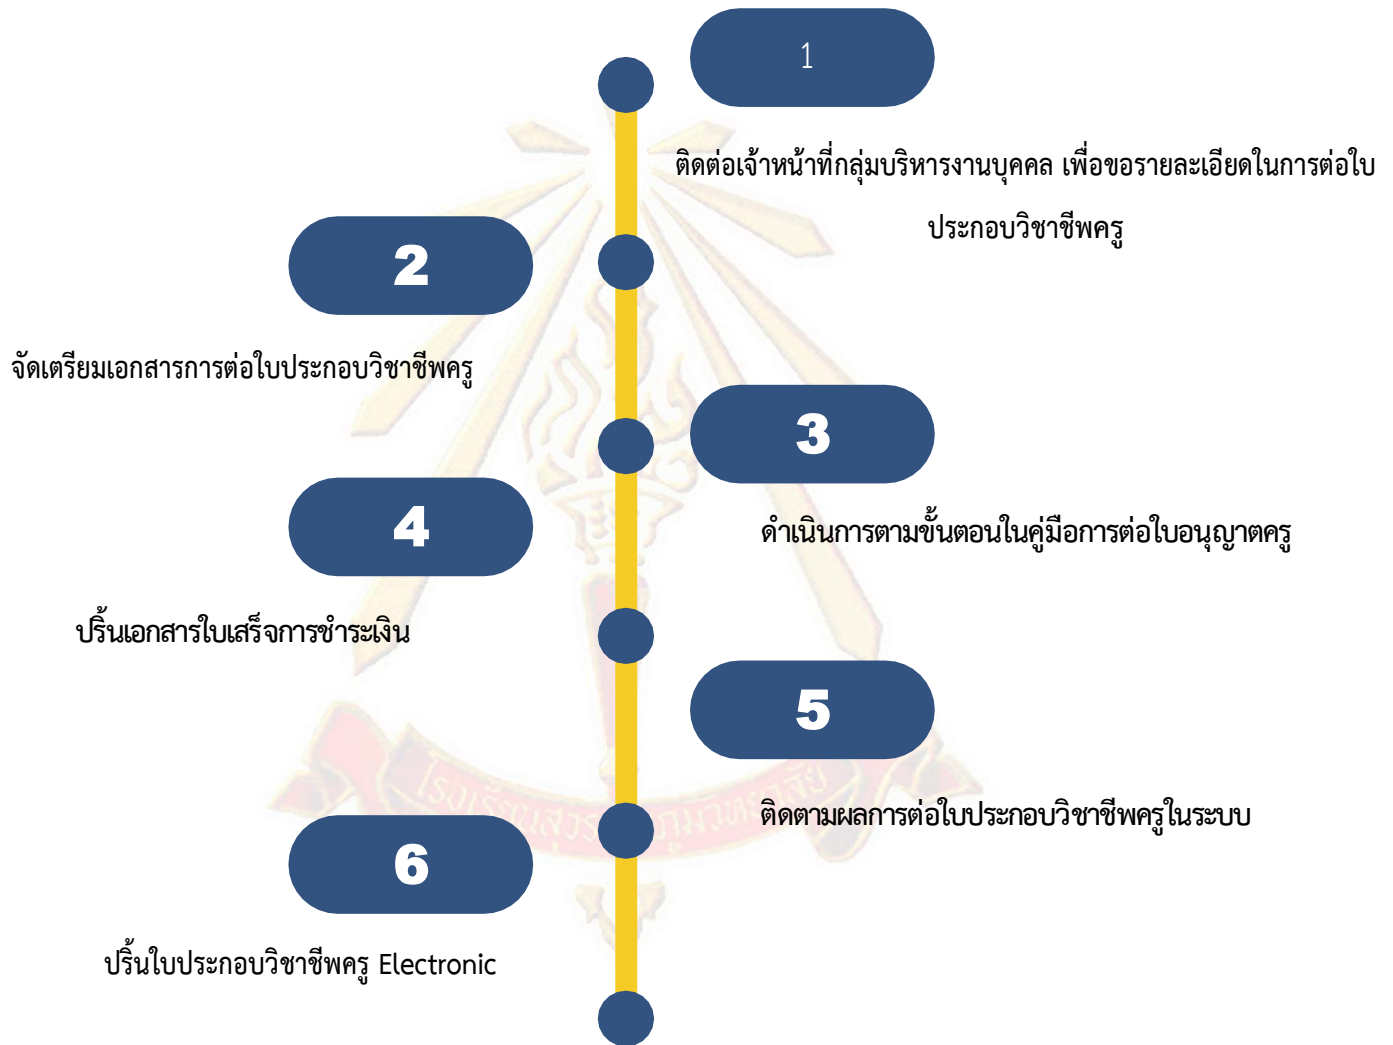 1
ติดต่อเจ้าหน้าที่กลุ่มบริหารงานบุคคล เพื่อขอรายละเอียดในการต่อใบ
ประกอบวิชาชีพครู
2
จัดเตรียมเอกสารการต่อใบประกอบวิชาชีพครู
3
ดำเนินการตามขั้นตอนในคู่มือการต่อใบอนุญาตครู
4
ปริ้นเอกสารใบเสร็จการชำระเงิน
5
ติดตามผลการต่อใบประกอบวิชาชีพครูในระบบ
6
ปริ้นใบประกอบวิชาชีพครู Electronic